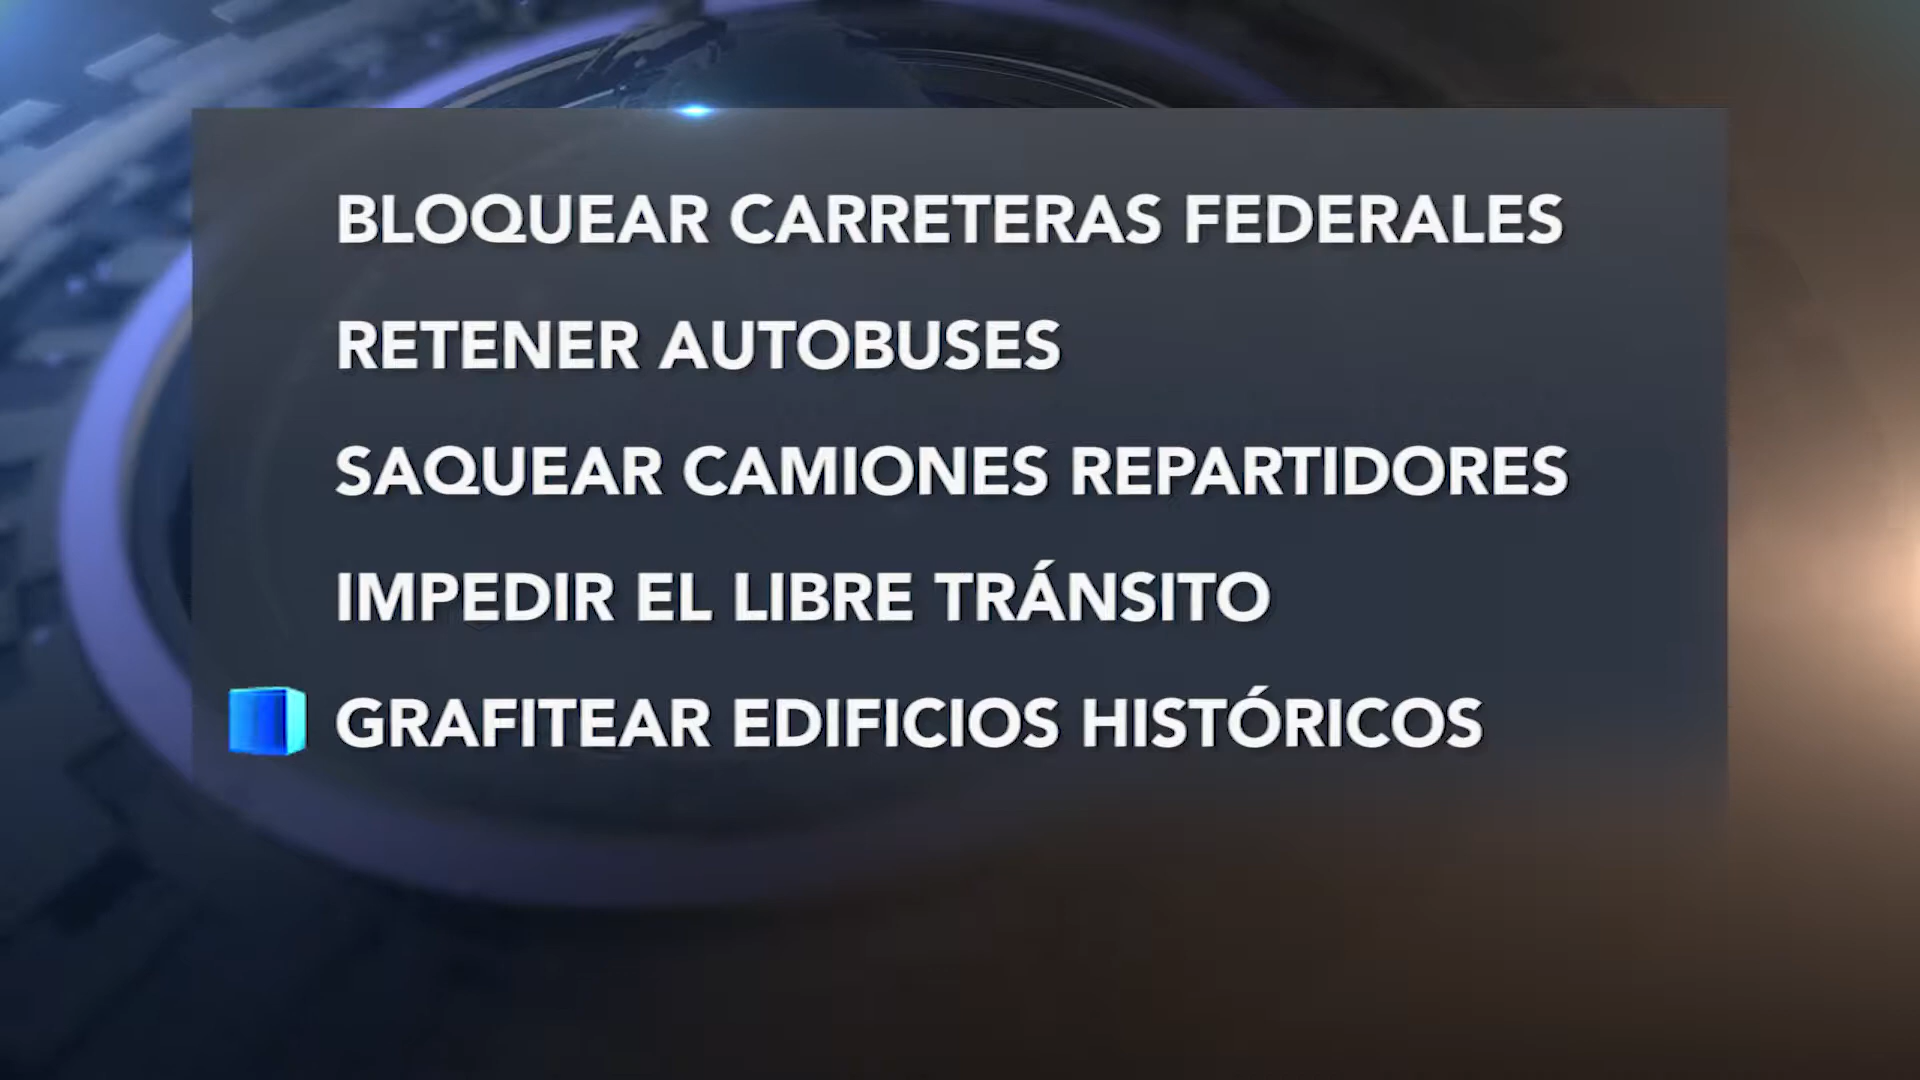 BLOQUEAR CARRETERAS FEDERALES
RETENER AUTOBUSES
SAQUEAR CAMIONES REPARTIDORES
IMPEDIR EL LIBRE TRÁNSITO
GRAFITEAR EDIFICIOS HISTÓRICOS